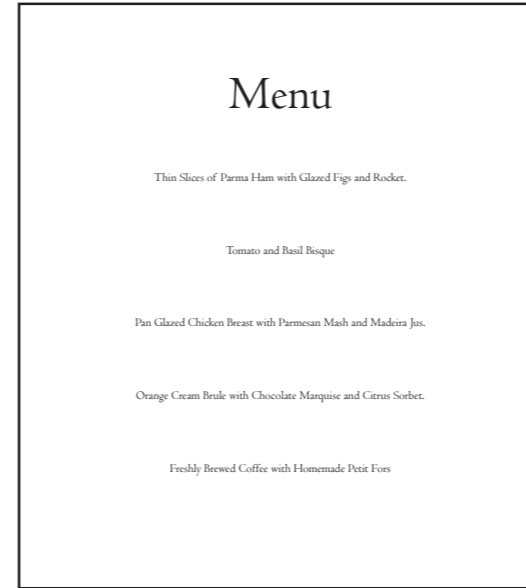 Menu
Thin Slices of Parma Ham with Glazed Figs and Rocket.
Tomato and Basil Bisque
Pan Glazed Chicken Breast with Parmesan Mash and Madeira Jus.
Orange Cream Brule with Chocolate Marquise and Citrus Sorbet.
Freshly Brewed Coffee with Homemade Petit Fors